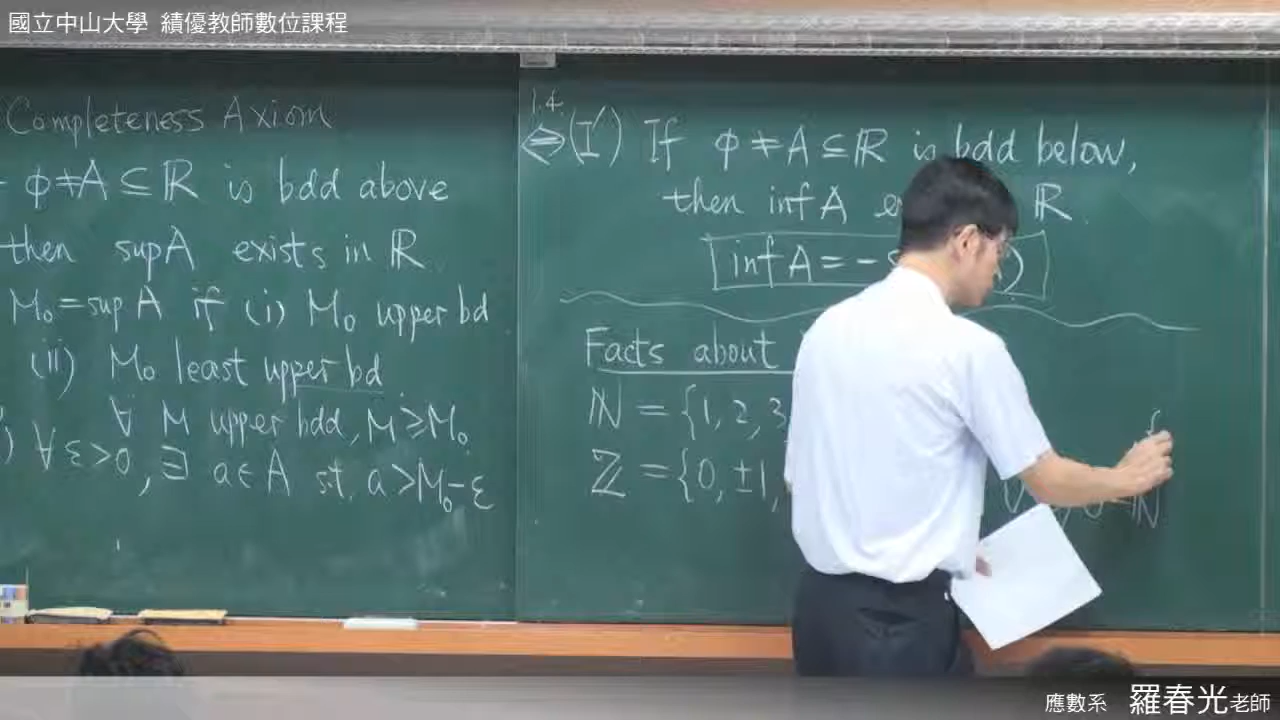 國立中山大學 績優教師數位課程
Completeness Axiom
φ≠A⊆ℝ is bdd above
then supA exists in ℝ
M₀=sup A if (i) M₀ upper bd
(ii) M₀ least upper bd
∀ M upper bdd, M≥M₀
) ∀ε>0, ∃ a∈A s.t. a>M₀-ε
1.4.
⇔(I') If φ≠A⊆ℝ is bdd below,
then inf A ℝ.
inf A=- )
Facts about
ℕ={1,2,3
ℤ={0,±1,
ℕ
應數系 羅春光老師